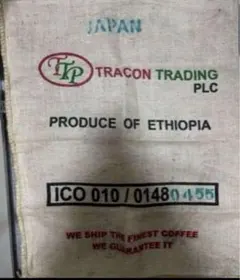 JAPAN
TTP TRACON TRADING
PLC
PRODUCE OF ETHIOPIA
ICO 010 / 01480455
WE SHIP THE FINEST COFFEE
WE GUARANTEE IT